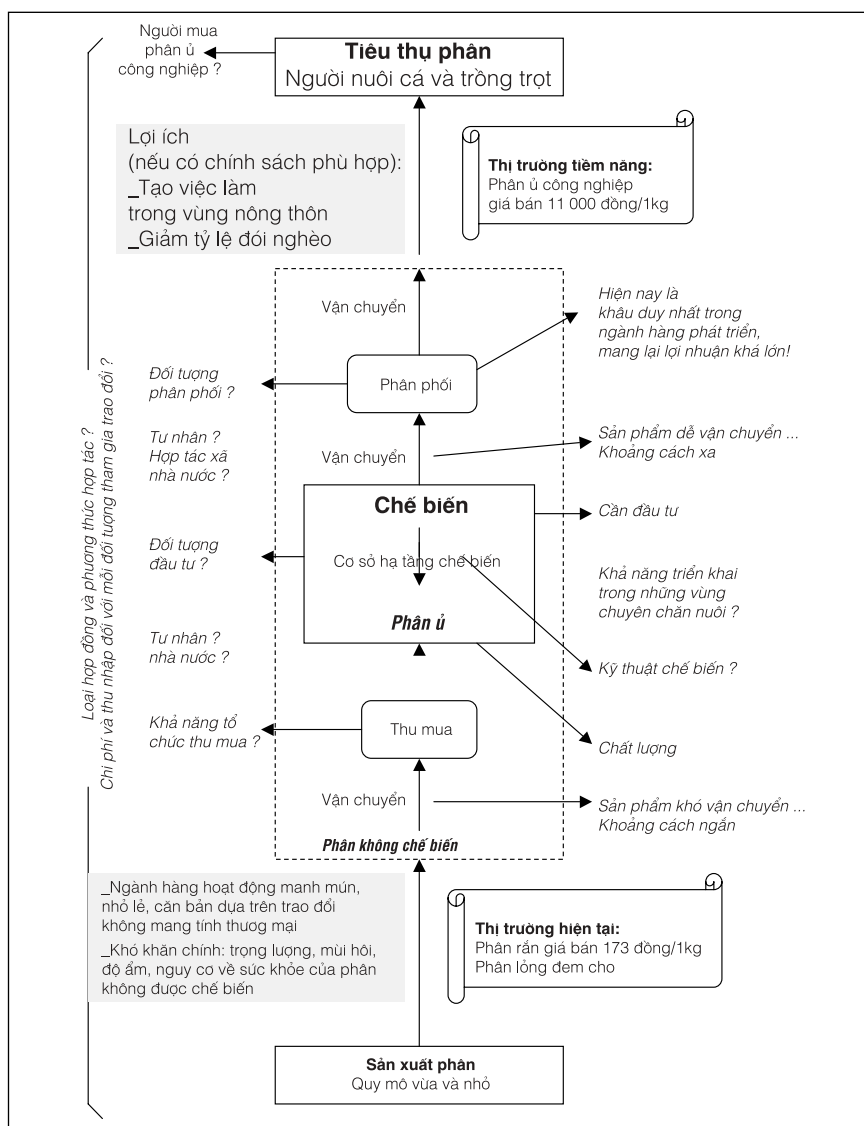 Người mua
phân ủ
công nghiệp ?
Tiêu thụ phân
Người nuôi cá và trồng trọt
Lợi ích
(nếu có chính sách phù hợp):
_Tạo việc làm
trong vùng nông thôn
_Giảm tỷ lệ đói nghèo
Thị trường tiềm năng:
Phân ủ công nghiệp
giá bán 11 000 đồng/1kg
Vận chuyển
Hiện nay là
khâu duy nhất trong
ngành hàng phát triển,
mang lại lợi nhuận khá lớn!
Đối tượng
phân phối ?
Phân phối
Tư nhân ?
Hợp tác xã
nhà nước ?
Vận chuyển
Sản phẩm dễ vận chuyển ...
Khoảng cách xa
Chế biến
Cơ sỏ hạ tầng chế biến
Phân ủ
Cần đầu tư
Đối tượng
đầu tư ?
Khả năng triển khai
trong những vùng
chuyên chăn nuôi ?
Tư nhân ?
nhà nước ?
Kỹ thuật chế biến ?
Khả năng tổ
chức thu mua ?
Thu mua
Chất lượng
Vận chuyển
Sản phẩm khó vận chuyển ...
Khoảng cách ngắn
Phân không chế biến
Loại hợp đồng và phương thức hợp tác ?
Chi phí và thu nhập đối với mỗi đối tượng tham gia trao đổi ?
_Ngành hàng hoạt động manh mún,
nhỏ lẻ, căn bản dựa trên trao đổi
không mang tính thươg mại
_Khó khăn chính: trọng lượng, mùi hôi,
độ ẩm, nguy cơ về sức khỏe của phân
không được chế biến
Thị trường hiện tại:
Phân rắn giá bán 173 đồng/1kg
Phân lỏng đem cho
Sản xuất phân
Quy mô vừa và nhỏ